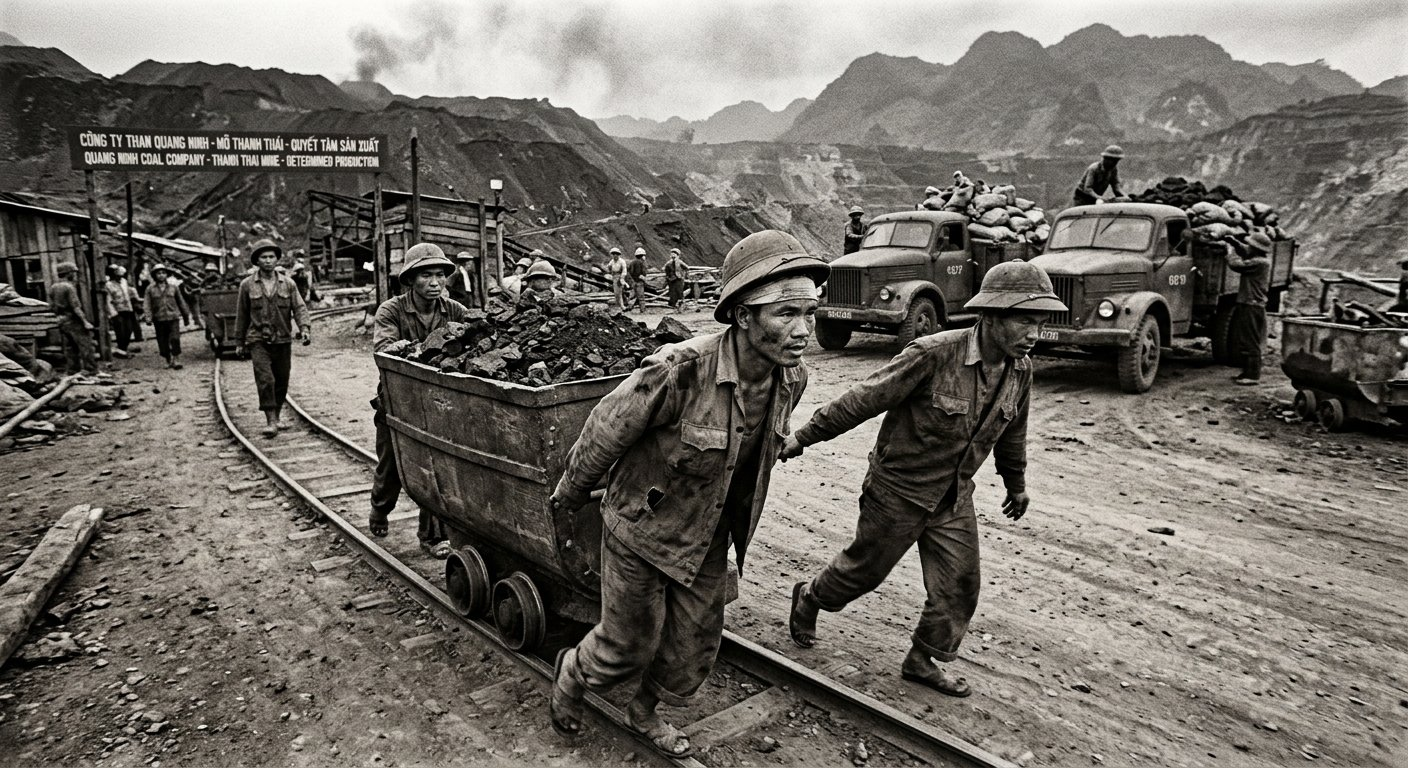 CÔNG TY THAN QUANG NINH - MỎ THANH THÁI - QUYẾT TÂM SẢN XUẤT
QUANG NINH COAL COMPANY - THANH THAI MINE - DETERMINED PRODUCTION